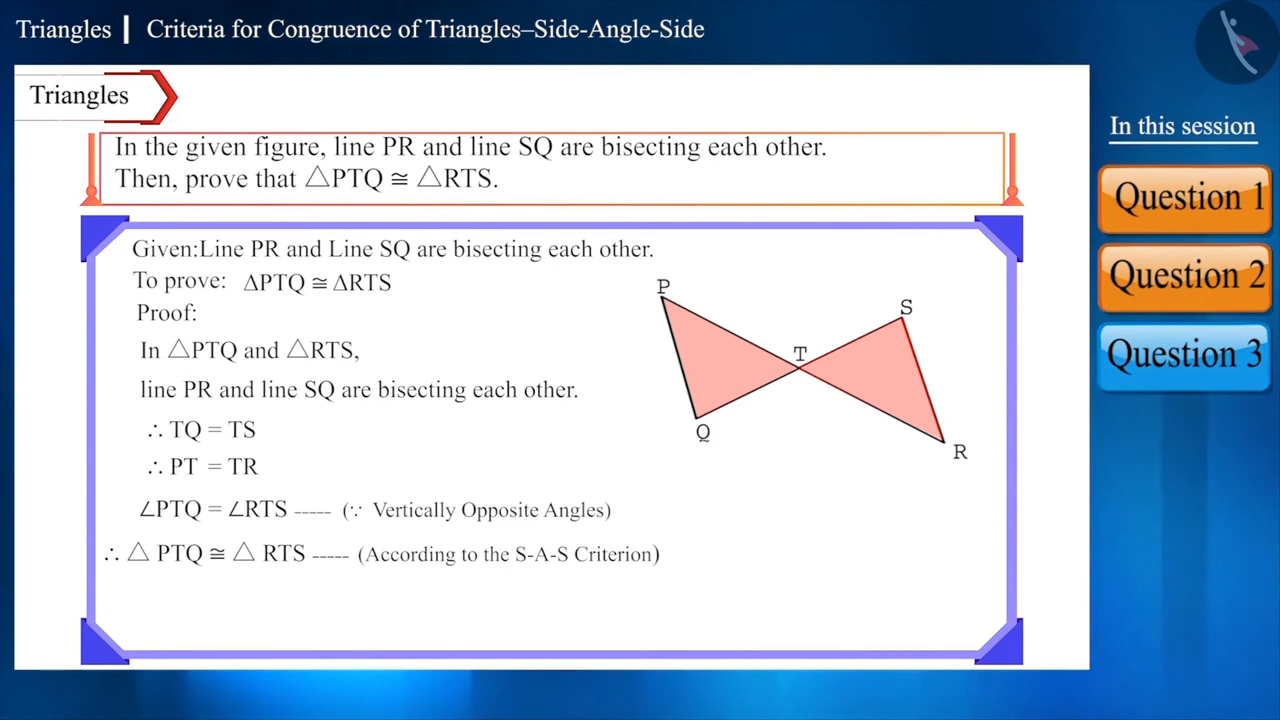 Triangles | Criteria for Congruence of Triangles–Side-Angle-Side
Triangles
In the given figure, line PR and line SQ are bisecting each other.
Then, prove that △PTQ ≅ △RTS.
Given:Line PR and Line SQ are bisecting each other.
To prove: ΔPTQ ≅ ΔRTS
Proof:
In △PTQ and △RTS,
line PR and line SQ are bisecting each other.
∴ TQ = TS
∴ PT = TR
∠PTQ = ∠RTS ----- (∵ Vertically Opposite Angles)
∴ △ PTQ ≅ △ RTS ----- (According to the S-A-S Criterion)
P
S
T
Q
R
In this session
Question 1
Question 2
Question 3